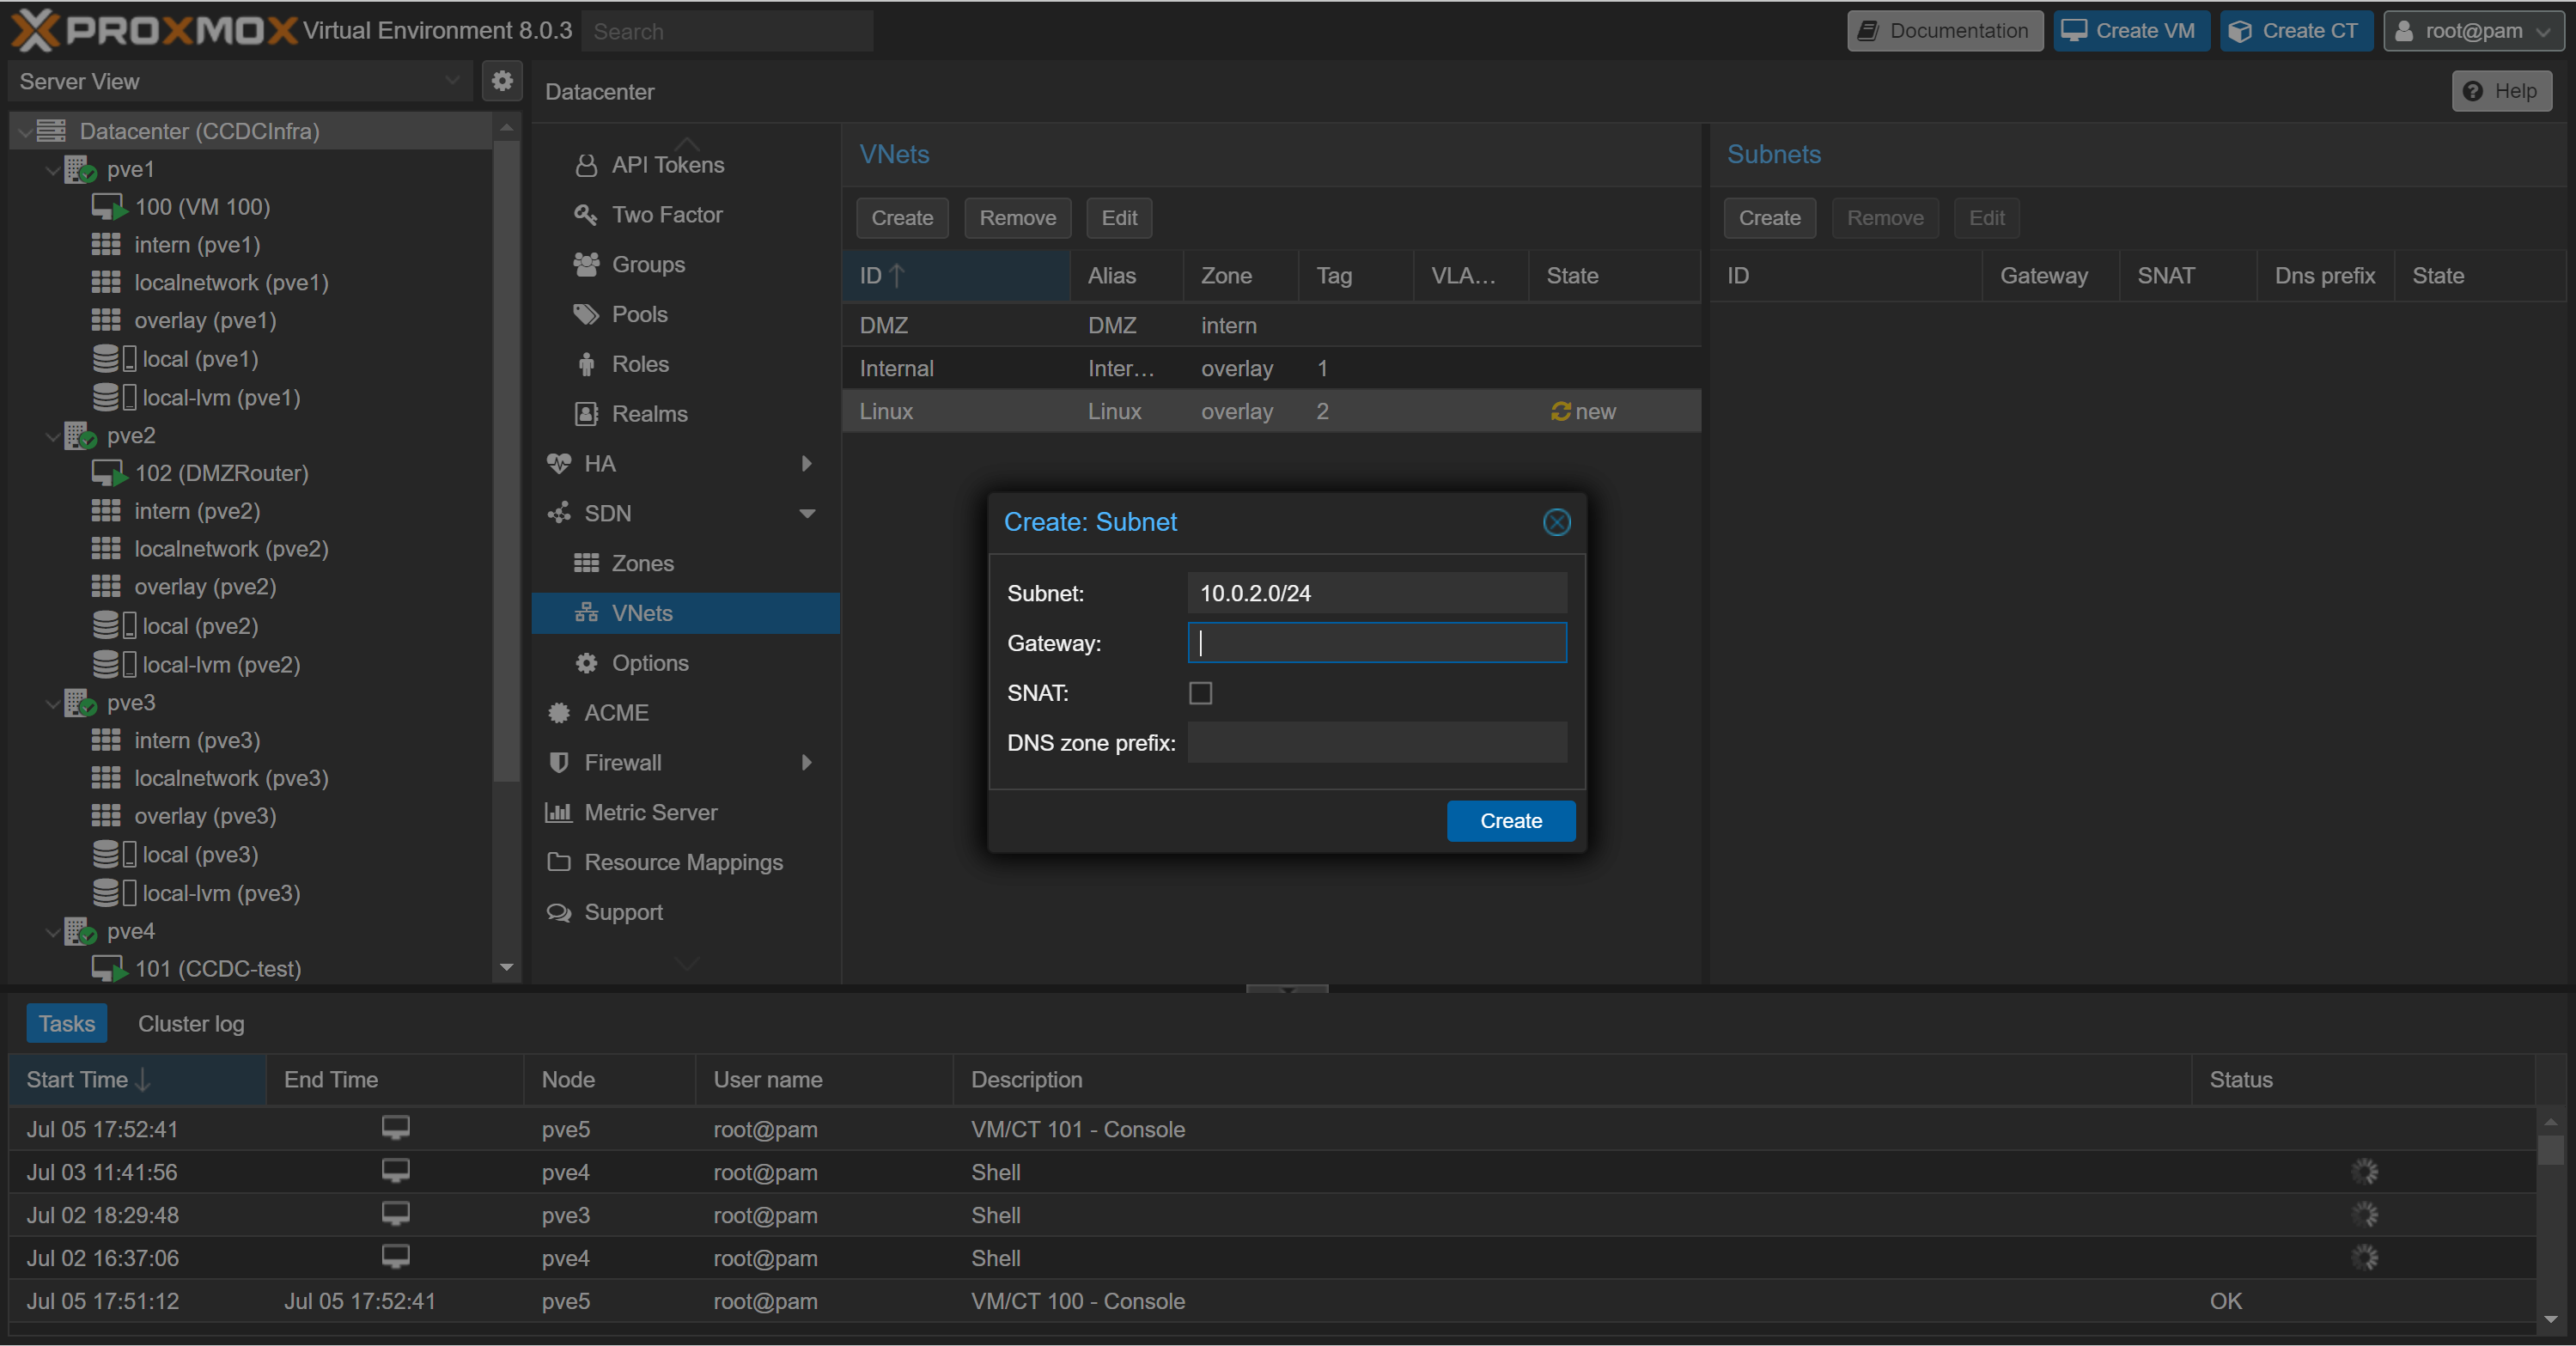 PROXMOX Virtual Environment 8.0.3 Search Documentation Create VM Create CT root@pam
Server View
Datacenter
Help
Datacenter (CCDCInfra)
pve1
100 (VM 100)
intern (pve1)
localnetwork (pve1)
overlay (pve1)
local (pve1)
local-lvm (pve1)
pve2
102 (DMZRouter)
intern (pve2)
localnetwork (pve2)
overlay (pve2)
local (pve2)
local-lvm (pve2)
pve3
intern (pve3)
localnetwork (pve3)
overlay (pve3)
local (pve3)
local-lvm (pve3)
pve4
101 (CCDC-test)
API Tokens
Two Factor
Groups
Pools
Roles
Realms
HA
SDN
Zones
VNets
Options
ACME
Firewall
Metric Server
Resource Mappings
Support
VNets
Create Remove Edit
ID Alias Zone Tag VLA... State
DMZ DMZ intern
Internal Inter... overlay 1
Linux Linux overlay 2 new
Subnets
Create Remove Edit
ID Gateway SNAT Dns prefix State
Create: Subnet
Subnet: 10.0.2.0/24
Gateway:
SNAT:
DNS zone prefix:
Create
Tasks Cluster log
Start Time End Time Node User name Description Status
Jul 05 17:52:41 pve5 root@pam VM/CT 101 - Console
Jul 03 11:41:56 pve4 root@pam Shell
Jul 02 18:29:48 pve3 root@pam Shell
Jul 02 16:37:06 pve4 root@pam Shell
Jul 05 17:51:12 Jul 05 17:52:41 pve5 root@pam VM/CT 100 - Console OK